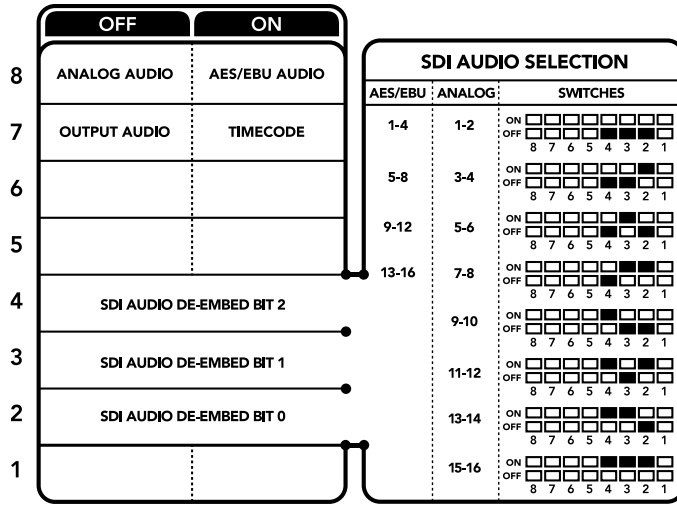 OFF ON
8 ANALOG AUDIO AES/EBU AUDIO
7 OUTPUT AUDIO TIMECODE
6
5
4 SDI AUDIO DE-EMBED BIT 2
3 SDI AUDIO DE-EMBED BIT 1
2 SDI AUDIO DE-EMBED BIT 0
1
SDI AUDIO SELECTION
AES/EBU ANALOG SWITCHES
1-4 1-2 ON
OFF
8 7 6 5 4 3 2 1
5-8 3-4 ON
OFF
8 7 6 5 4 3 2 1
9-12 5-6 ON
OFF
8 7 6 5 4 3 2 1
13-16 7-8 ON
OFF
8 7 6 5 4 3 2 1
9-10 ON
OFF
8 7 6 5 4 3 2 1
11-12 ON
OFF
8 7 6 5 4 3 2 1
13-14 ON
OFF
8 7 6 5 4 3 2 1
15-16 ON
OFF
8 7 6 5 4 3 2 1